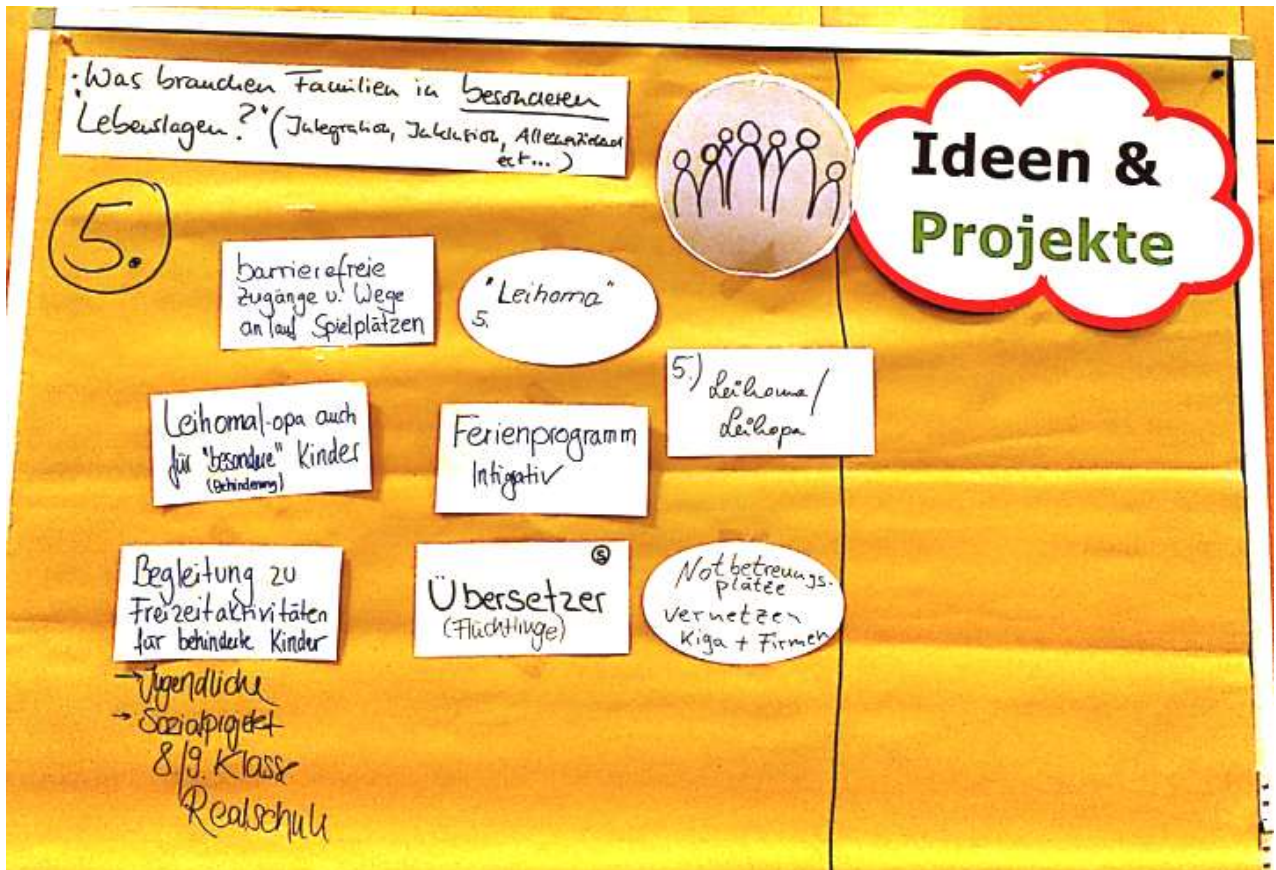 "Was brauchen Familien in besonderen
Lebenslagen?" (Integration, Inklusion, Alleinerziehend
ect...)
Ideen &
Projekte
5.
barrierefreie
Zugänge u. Wege
an/auf Spielplätzen
"Leihoma"
5.
5.) Leihoma/
Leihopa
Leihoma/-opa auch
für "besondere" Kinder
(Behinderung)
Ferienprogramm
Intigativ
Begleitung zu
Freizeitaktivitäten
für behinderte Kinder
→ Jugendliche
→ Sozialprojekt
8/9. Klasse
Realschule
5
Übersetzer
(Flüchtlinge)
Notbetreuungs-
plätze
vernetzen
Kiga + Firmen